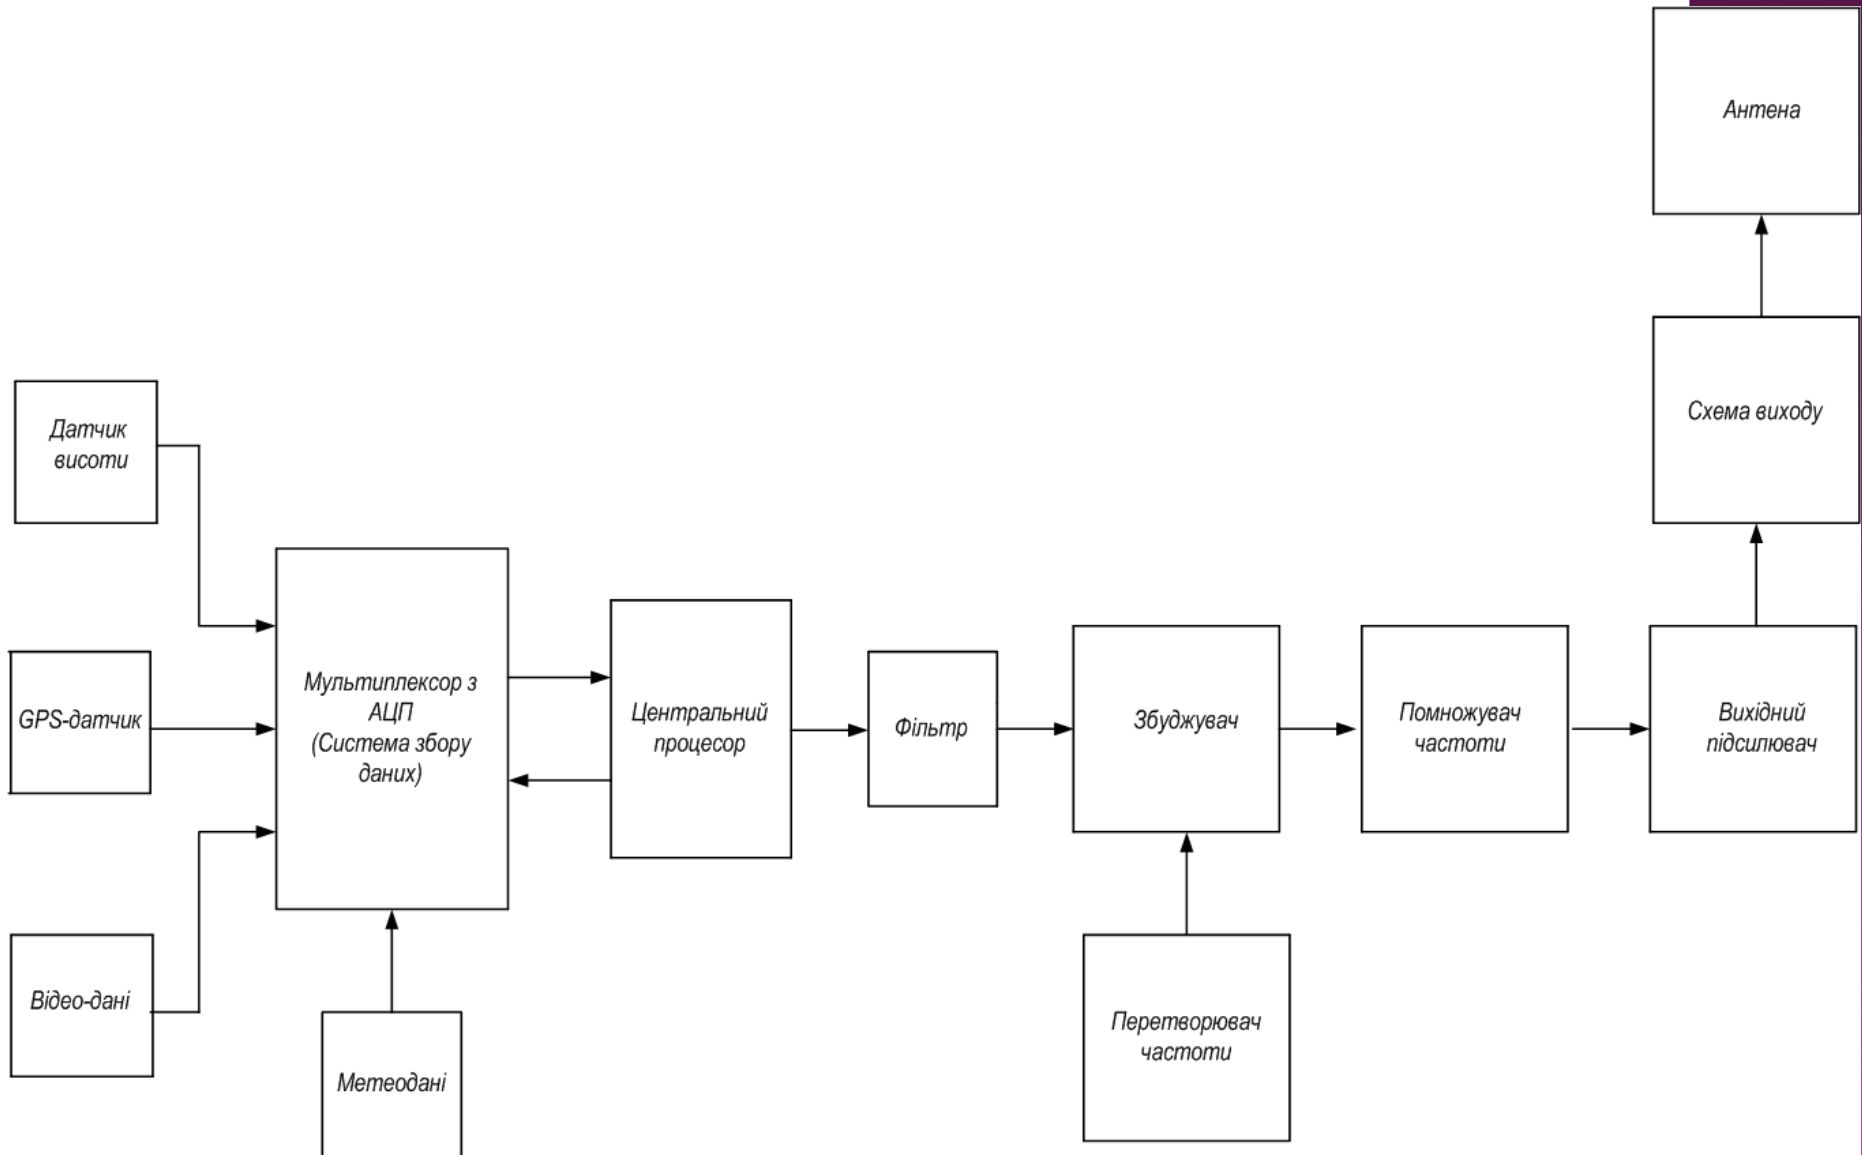 Антена
Схема виходу
Датчик
висоти
GPS-датчик
Відео-дані
Мультиплексор з
АЦП
(Система збору
даних)
Метеодані
Центральний
процесор
Фільтр
Збуджувач
Перетворювач
частоти
Помножувач
частоти
Вихідний
підсилювач